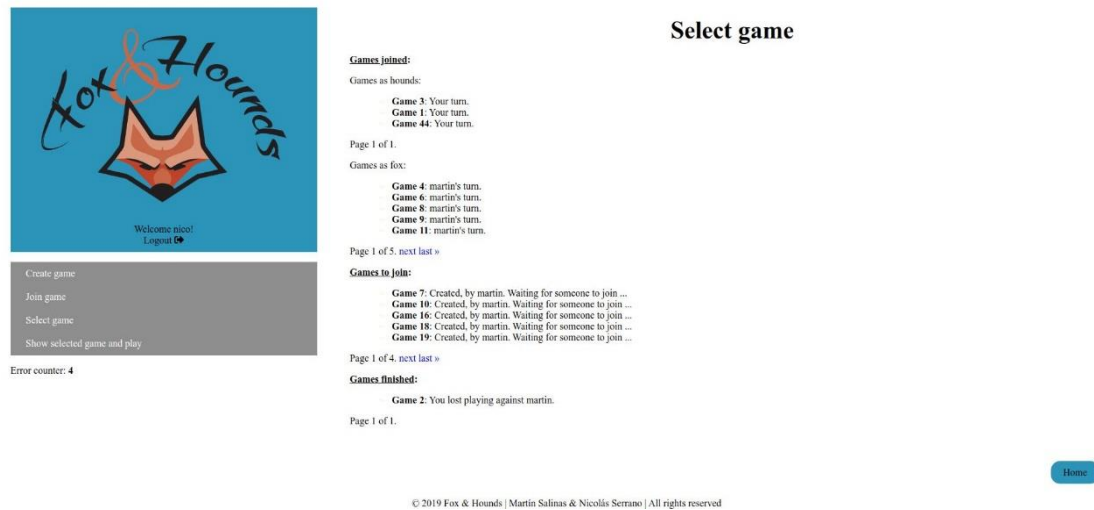 Fox & Hounds
Welcome nico!
Logout
Create game
Join game
Select game
Show selected game and play
Error counter: 4
Select game
Games joined:
Games as hounds:
Game 3: Your turn.
Game 1: Your turn.
Game 44: Your turn.
Page 1 of 1.
Games as fox:
Game 4: martin's turn.
Game 6: martin's turn.
Game 8: martin's turn.
Game 9: martin's turn.
Game 11: martin's turn.
Page 1 of 5. next last »
Games to join:
Game 7: Created, by martin. Waiting for someone to join ...
Game 10: Created, by martin. Waiting for someone to join ...
Game 16: Created, by martin. Waiting for someone to join ...
Game 18: Created, by martin. Waiting for someone to join ...
Game 19: Created, by martin. Waiting for someone to join ...
Page 1 of 4. next last »
Games finished:
Game 2: You lost playing against martin.
Page 1 of 1.
Home
© 2019 Fox & Hounds | Martín Salinas & Nicolás Serrano | All rights reserved